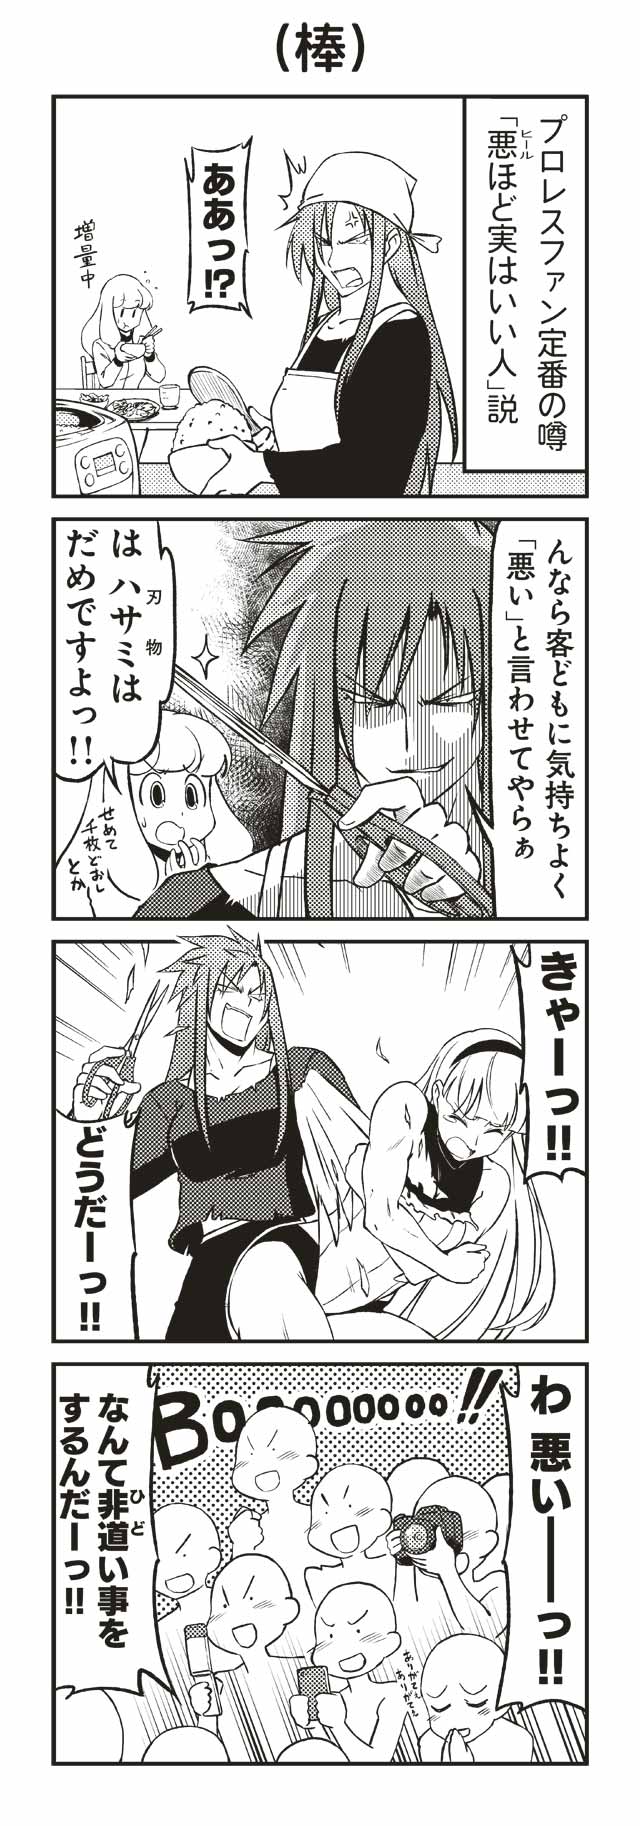 (棒)
プロレスファン定番の噂
「悪ほど実はいい人」説
ヒール
ああっ!?
増量中
んなら客どもに気持ちよく
「悪い」と言わせてやらぁ
は ハサミは
刃物
だめですよっ!!
せめて
千枚どおし
とか
きゃーっ!!
どうだーっ!!
わ 悪い――っ!!
Booooooooo!!
なんて非道い事を
ひど
するんだーっ!!
ありがてぇ
ありがてぇ